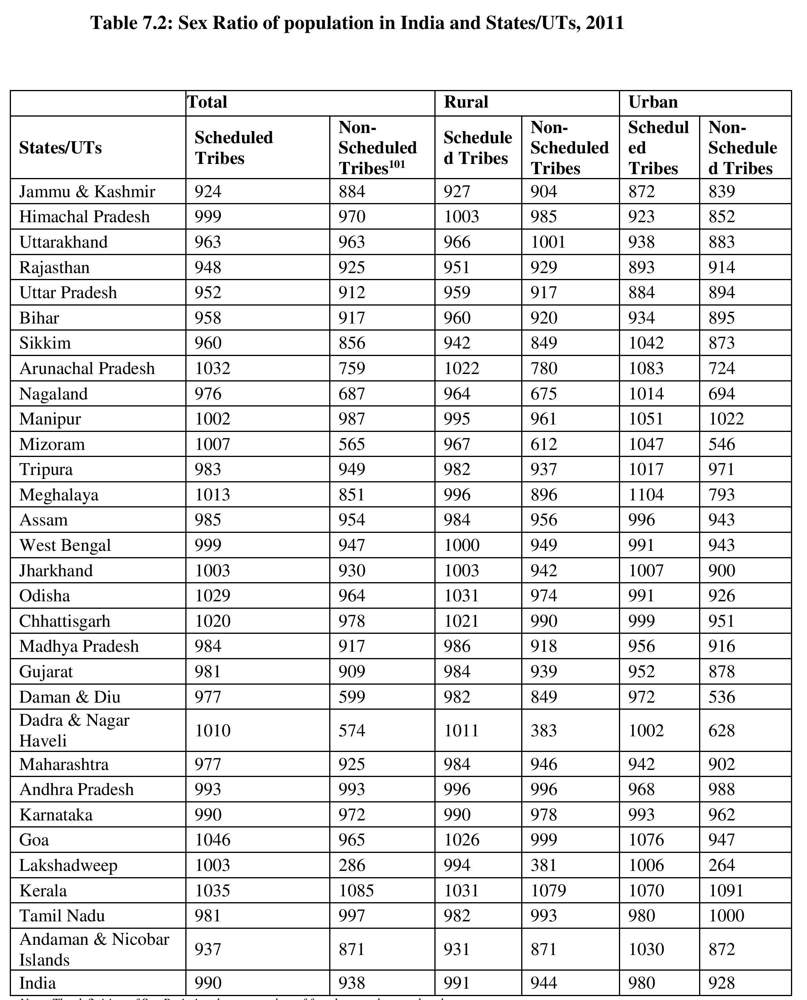 Table 7.2: Sex Ratio of population in India and States/UTs, 2011
Total Rural Urban
States/UTs Scheduled Tribes Non-Scheduled Tribes101 Scheduled Tribes Non-Scheduled Tribes Scheduled Tribes Non-Scheduled Tribes
Jammu & Kashmir 924 884 927 904 872 839
Himachal Pradesh 999 970 1003 985 923 852
Uttarakhand 963 963 966 1001 938 883
Rajasthan 948 925 951 929 893 914
Uttar Pradesh 952 912 959 917 884 894
Bihar 958 917 960 920 934 895
Sikkim 960 856 942 849 1042 873
Arunachal Pradesh 1032 759 1022 780 1083 724
Nagaland 976 687 964 675 1014 694
Manipur 1002 987 995 961 1051 1022
Mizoram 1007 565 967 612 1047 546
Tripura 983 949 982 937 1017 971
Meghalaya 1013 851 996 896 1104 793
Assam 985 954 984 956 996 943
West Bengal 999 947 1000 949 991 943
Jharkhand 1003 930 1003 942 1007 900
Odisha 1029 964 1031 974 991 926
Chhattisgarh 1020 978 1021 990 999 951
Madhya Pradesh 984 917 986 918 956 916
Gujarat 981 909 984 939 952 878
Daman & Diu 977 599 982 849 972 536
Dadra & Nagar Haveli 1010 574 1011 383 1002 628
Maharashtra 977 925 984 946 942 902
Andhra Pradesh 993 993 996 996 968 988
Karnataka 990 972 990 978 993 962
Goa 1046 965 1026 999 1076 947
Lakshadweep 1003 286 994 381 1006 264
Kerala 1035 1085 1031 1079 1070 1091
Tamil Nadu 981 997 982 993 980 1000
Andaman & Nicobar Islands 937 871 931 871 1030 872
India 990 938 991 944 980 928